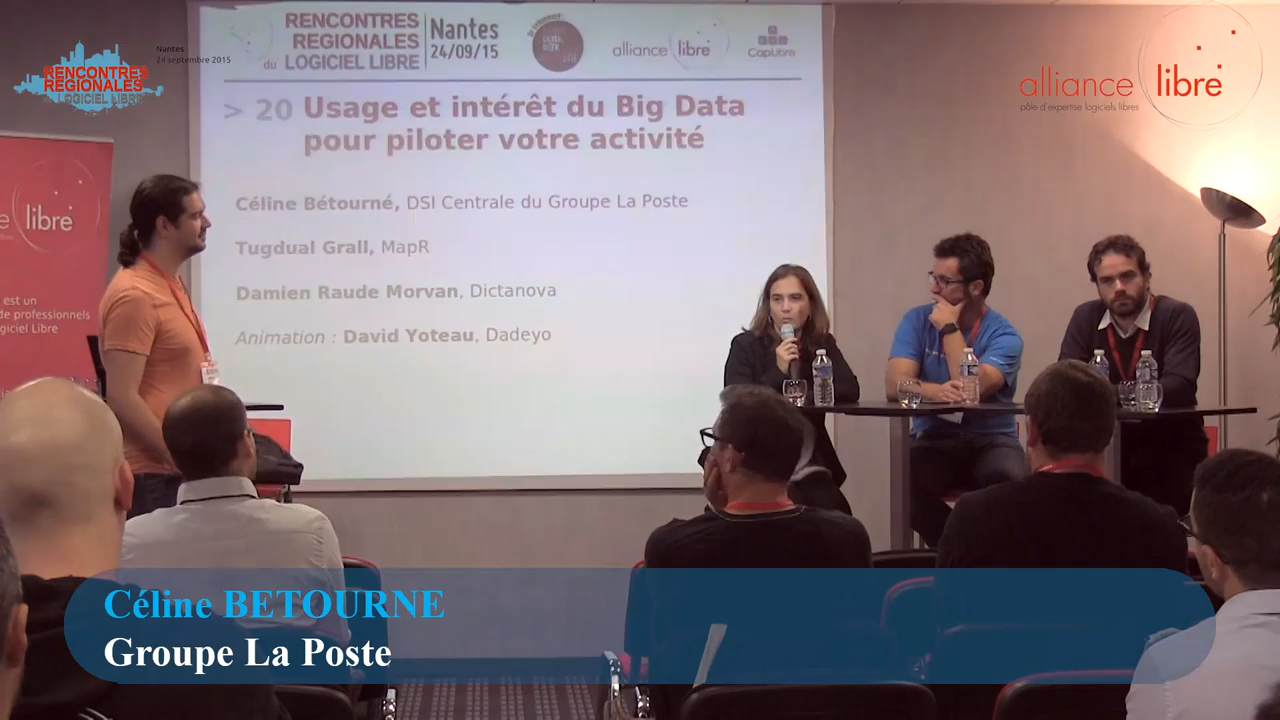 Nantes
24 septembre 2015
RENCONTRES
REGIONALES
LOGICIEL LIBRE
RENCONTRES
REGIONALES
du LOGICIEL LIBRE
Nantes
24/09/15
alliance libre
CapLibre
alliance libre
pôle d'expertise logiciels libres
> 20 Usage et intérêt du Big Data
pour piloter votre activité
Céline Bétourné, DSI Centrale du Groupe La Poste
Tugdual Grall, MapR
Damien Raude Morvan, Dictanova
Animation : David Yoteau, Dadeyo
e libre
est un
de professionnels
giciel Libre
Céline BETOURNE
Groupe La Poste